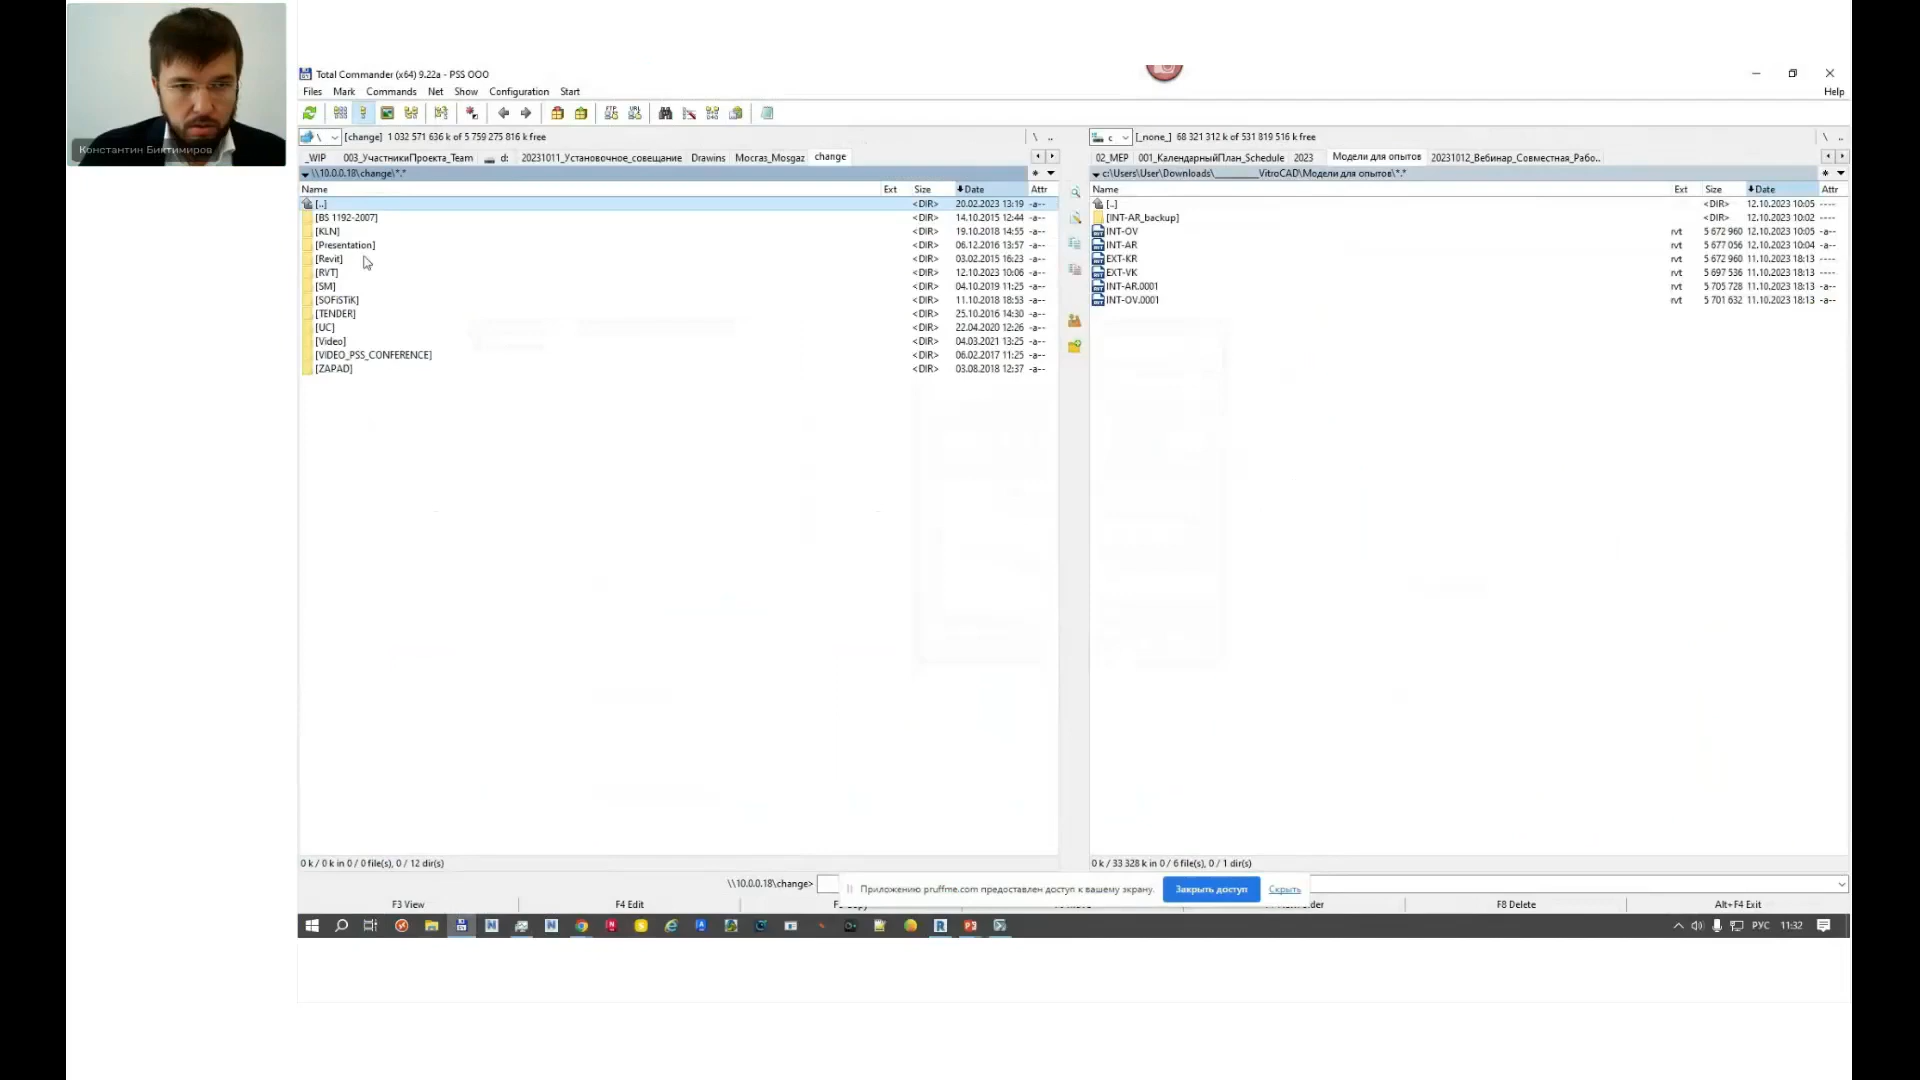 Константин Биктимиров
Total Commander (x64) 9.22a - PSS OOO
Files Mark Commands Net Show Configuration Start Help
\ [change] 1 032 571 636 k of 5 759 275 816 k free \ ..
_WIP 003_УчастникиПроекта_Team d: 20231011_Установочное_совещание Drawins Мосгаз_Mosgaz change
\\10.0.0.18\change\*.*
Name Ext Size Date Attr
[..] <DIR> 20.02.2023 13:19 -a--
[BS 1192-2007] <DIR> 14.10.2015 12:44 -a--
[KLN] <DIR> 19.10.2018 14:55 -a--
[Presentation] <DIR> 06.12.2016 13:57 -a--
[Revit] <DIR> 03.02.2015 16:23 -a--
[RVT] <DIR> 12.10.2023 10:06 -a--
[SM] <DIR> 04.10.2019 11:25 -a--
[SOFiSTiK] <DIR> 11.10.2018 18:53 -a--
[TENDER] <DIR> 25.10.2016 14:30 -a--
[UC] <DIR> 22.04.2020 12:26 -a--
[Video] <DIR> 04.03.2021 13:25 -a--
[VIDEO_PSS_CONFERENCE] <DIR> 06.02.2017 11:25 -a--
[ZAPAD] <DIR> 03.08.2018 12:37 -a--
0 k / 0 k in 0 / 0 file(s), 0 / 12 dir(s)
c [_none_] 68 321 312 k of 531 819 516 k free \ ..
02_MEP 001_КалендарныйПлан_Schedule 2023 Модели для опытов 20231012_Вебинар_Совместная_Рабо..
c:\Users\User\Downloads\__________VitroCAD\Модели для опытов\*.*
Name Ext Size Date Attr
[..] <DIR> 12.10.2023 10:05 ----
[INT-AR_backup] <DIR> 12.10.2023 10:02 ----
INT-OV rvt 5 672 960 12.10.2023 10:05 -a--
INT-AR rvt 5 677 056 12.10.2023 10:04 -a--
EXT-KR rvt 5 672 960 11.10.2023 18:13 ----
EXT-VK rvt 5 697 536 11.10.2023 18:13 ----
INT-AR.0001 rvt 5 705 728 11.10.2023 18:13 -a--
INT-OV.0001 rvt 5 701 632 11.10.2023 18:13 -a--
0 k / 33 328 k in 0 / 6 file(s), 0 / 1 dir(s)
\\10.0.0.18\change>
Приложению pruffme.com предоставлен доступ к вашему экрану. Закрыть доступ Скрыть
F3 View F4 Edit F8 Delete Alt+F4 Exit
РУС 11:32